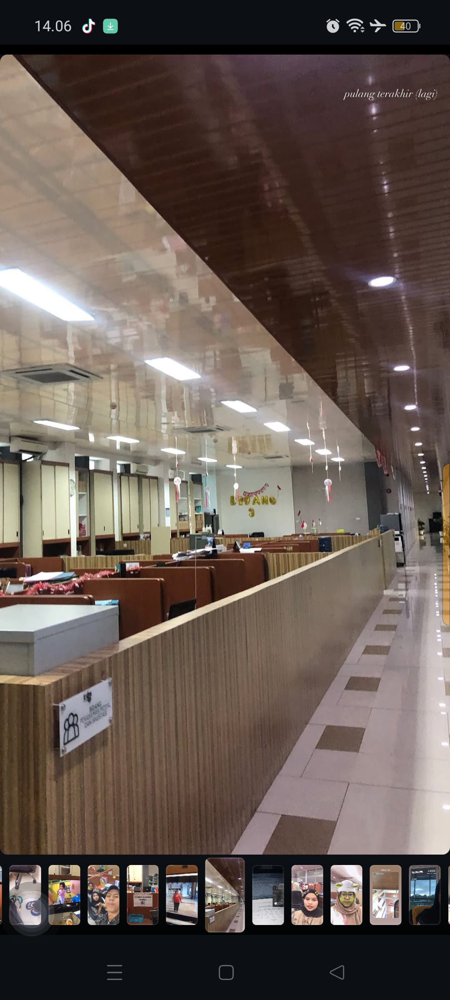 14.06
40
pulang terakhir (lagi)
BIDANG
3
BIDANG
PENANAMAN MODAL
DAN INVESTASI